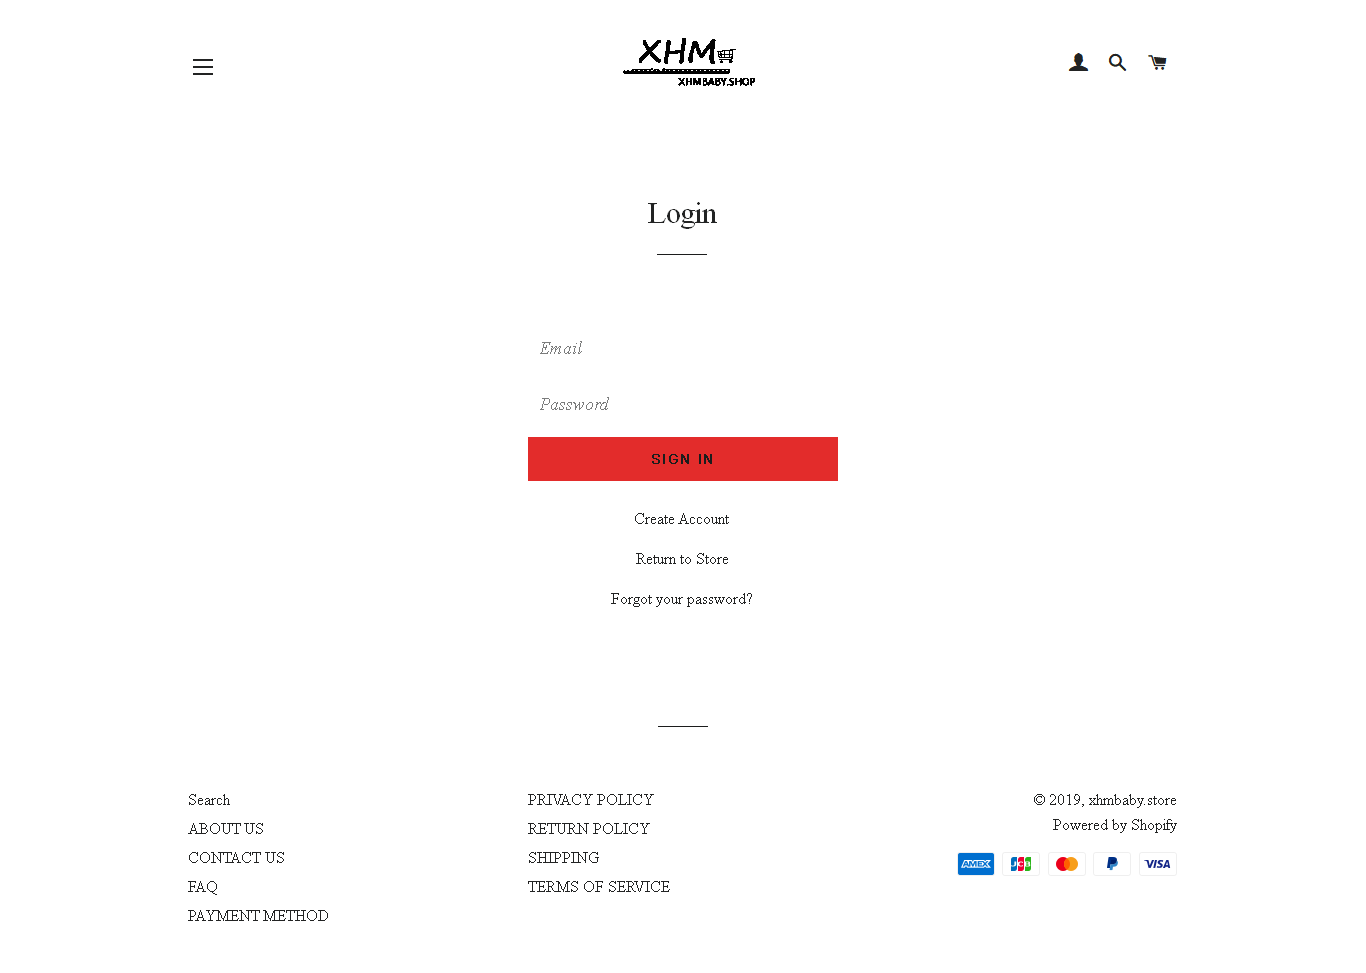 XHM
XHMBABY.SHOP
Login
Email
Password
SIGN IN
Create Account
Return to Store
Forgot your password?
Search
ABOUT US
CONTACT US
FAQ
PAYMENT METHOD
PRIVACY POLICY
RETURN POLICY
SHIPPING
TERMS OF SERVICE
© 2019, xhmbaby.store
Powered by Shopify
AMEX
JCB
VISA